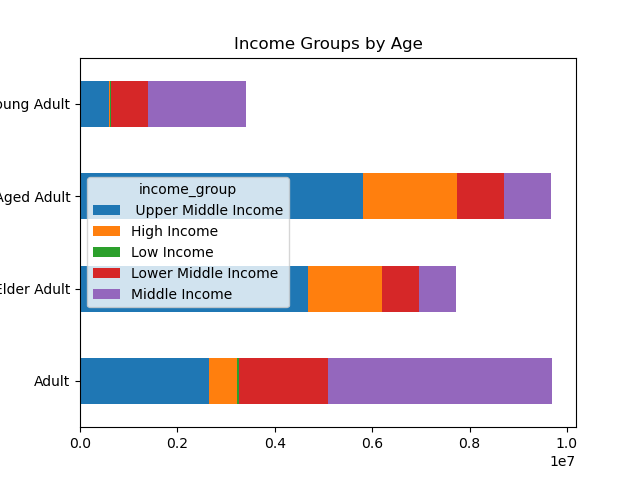 Income Groups by Age
oung Adult
Aged Adult
Elder Adult
Adult
income_group
Upper Middle Income
High Income
Low Income
Lower Middle Income
Middle Income
0.0 0.2 0.4 0.6 0.8 1.0
1e7